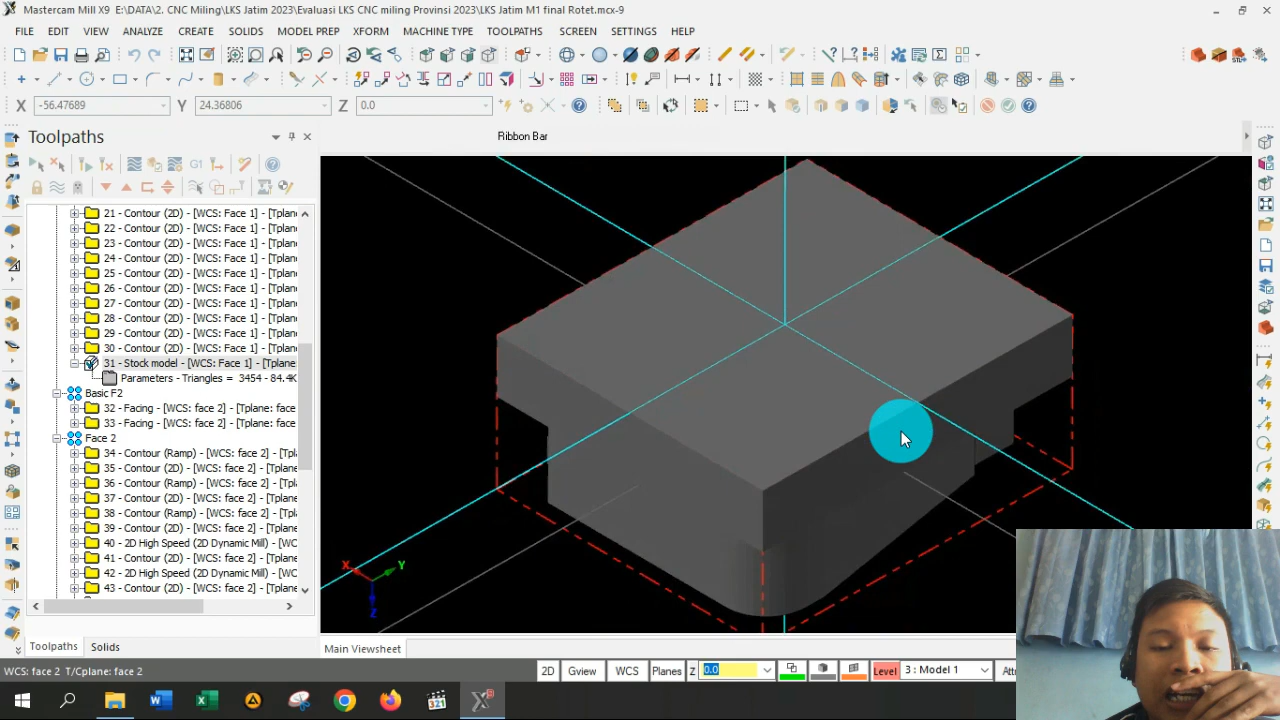 Mastercam Mill X9 E:\DATA\2. CNC Miling\LKS Jatim 2023\Evaluasi LKS CNC miling Provinsi 2023\LKS Jatim M1 final Rotet.mcx-9
FILE EDIT VIEW ANALYZE CREATE SOLIDS MODEL PREP XFORM MACHINE TYPE TOOLPATHS SCREEN SETTINGS HELP
X -56.47689 Y 24.36806 Z 0.0
Toolpaths
Ribbon Bar
G1
21 - Contour (2D) - [WCS: Face 1] - [Tplan
22 - Contour (2D) - [WCS: Face 1] - [Tplan
23 - Contour (2D) - [WCS: Face 1] - [Tplan
24 - Contour (2D) - [WCS: Face 1] - [Tplan
25 - Contour (2D) - [WCS: Face 1] - [Tplan
26 - Contour (2D) - [WCS: Face 1] - [Tplan
27 - Contour (2D) - [WCS: Face 1] - [Tplan
28 - Contour (2D) - [WCS: Face 1] - [Tplan
29 - Contour (2D) - [WCS: Face 1] - [Tplan
30 - Contour (2D) - [WCS: Face 1] - [Tplan
31 - Stock model - [WCS: Face 1] - [Tplane
Parameters - Triangles = 3454 - 84.4K
Basic F2
32 - Facing - [WCS: face 2] - [Tplane: face
33 - Facing - [WCS: face 2] - [Tplane: face
Face 2
34 - Contour (Ramp) - [WCS: face 2] - [Tp
35 - Contour (2D) - [WCS: face 2] - [Tplan
36 - Contour (Ramp) - [WCS: face 2] - [Tp
37 - Contour (2D) - [WCS: face 2] - [Tplan
38 - Contour (Ramp) - [WCS: face 2] - [Tp
39 - Contour (2D) - [WCS: face 2] - [Tplan
40 - 2D High Speed (2D Dynamic Mill) - [W
41 - Contour (2D) - [WCS: face 2] - [Tplan
42 - 2D High Speed (2D Dynamic Mill) - [WC
43 - Contour (2D) - [WCS: face 2] - [Tplan
X Y Z
Toolpaths Solids
Main Viewsheet
WCS: face 2 T/Cplane: face 2
2D Gview WCS Planes Z 0.0 Level 3 : Model 1 Att
321